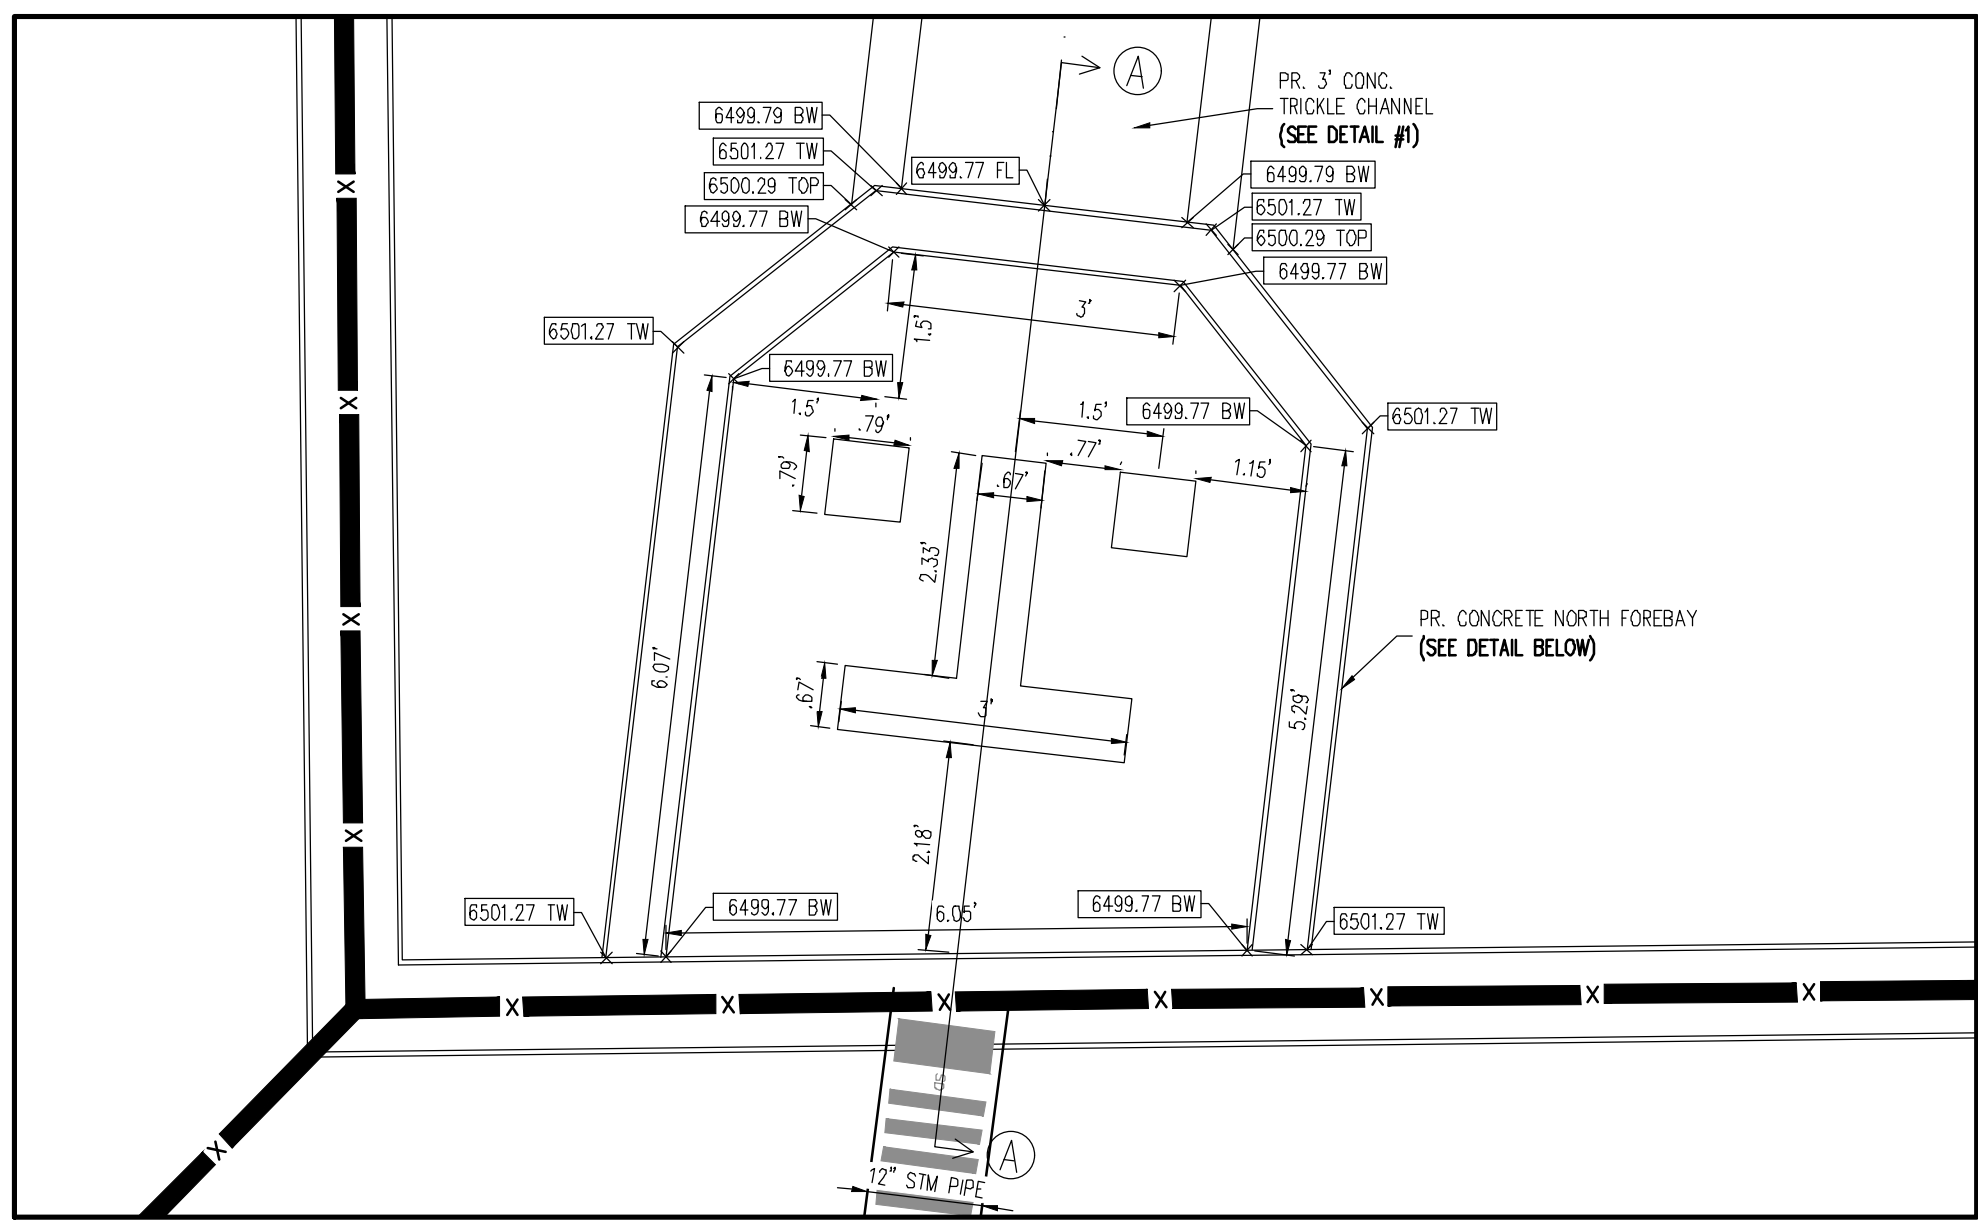 A
PR. 3' CONC.
TRICKLE CHANNEL
(SEE DETAIL #1)
6499.79 BW
6501.27 TW
6500.29 TOP
6499.77 BW
6499.77 FL
6499.79 BW
6501.27 TW
6500.29 TOP
6499.77 BW
3'
1.5'
6501.27 TW
6499.77 BW
1.5'
.79'
.79'
1.5'
6499.77 BW
6501.27 TW
.77'
1.15'
.67'
2.33'
PR. CONCRETE NORTH FOREBAY
(SEE DETAIL BELOW)
6.07'
.67'
3'
5.29'
2.18'
6501.27 TW
6499.77 BW
6.05'
6499.77 BW
6501.27 TW
X
X
X
X
X
X
X
X
X
X
X
X
SD
A
12" STM PIPE